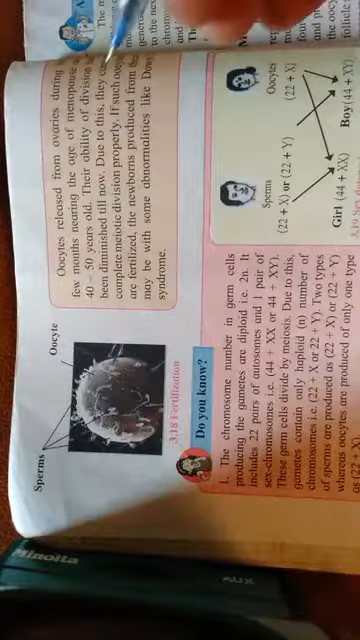 Oocytes released from ovaries during
few months nearing the age of menopause
40 – 50 years old. Their ability of division
been diminished till now. Due to this, they
complete meiotic division properly. If such
are fertilized, the newborns produced from
may be with some abnormalities like
syndrome.
Sperms
Oocyte
3.18 Fertilization
Do you know?
1. The chromosome number in germ cells
producing the gametes are diploid i.e. 2n. It
includes 22 pairs of autosomes and 1 pair of
sex-chromosomes i.e. (44 + XX or 44 + XY).
These germ cells divide by meiosis. Due to this,
gametes contain only haploid (n) number of
chromosomes i.e. (22 + X or 22 + Y). Two types
of sperms are produced as (22 + X) or (22 + Y)
whereas oocytes are produced of only one type
as (22 + X)
Sperms
(22 + X) or (22 + Y)
Oocytes
(22 + X)
Girl (44 + XX)
Boy (44 + XY)
Minolta
AUX